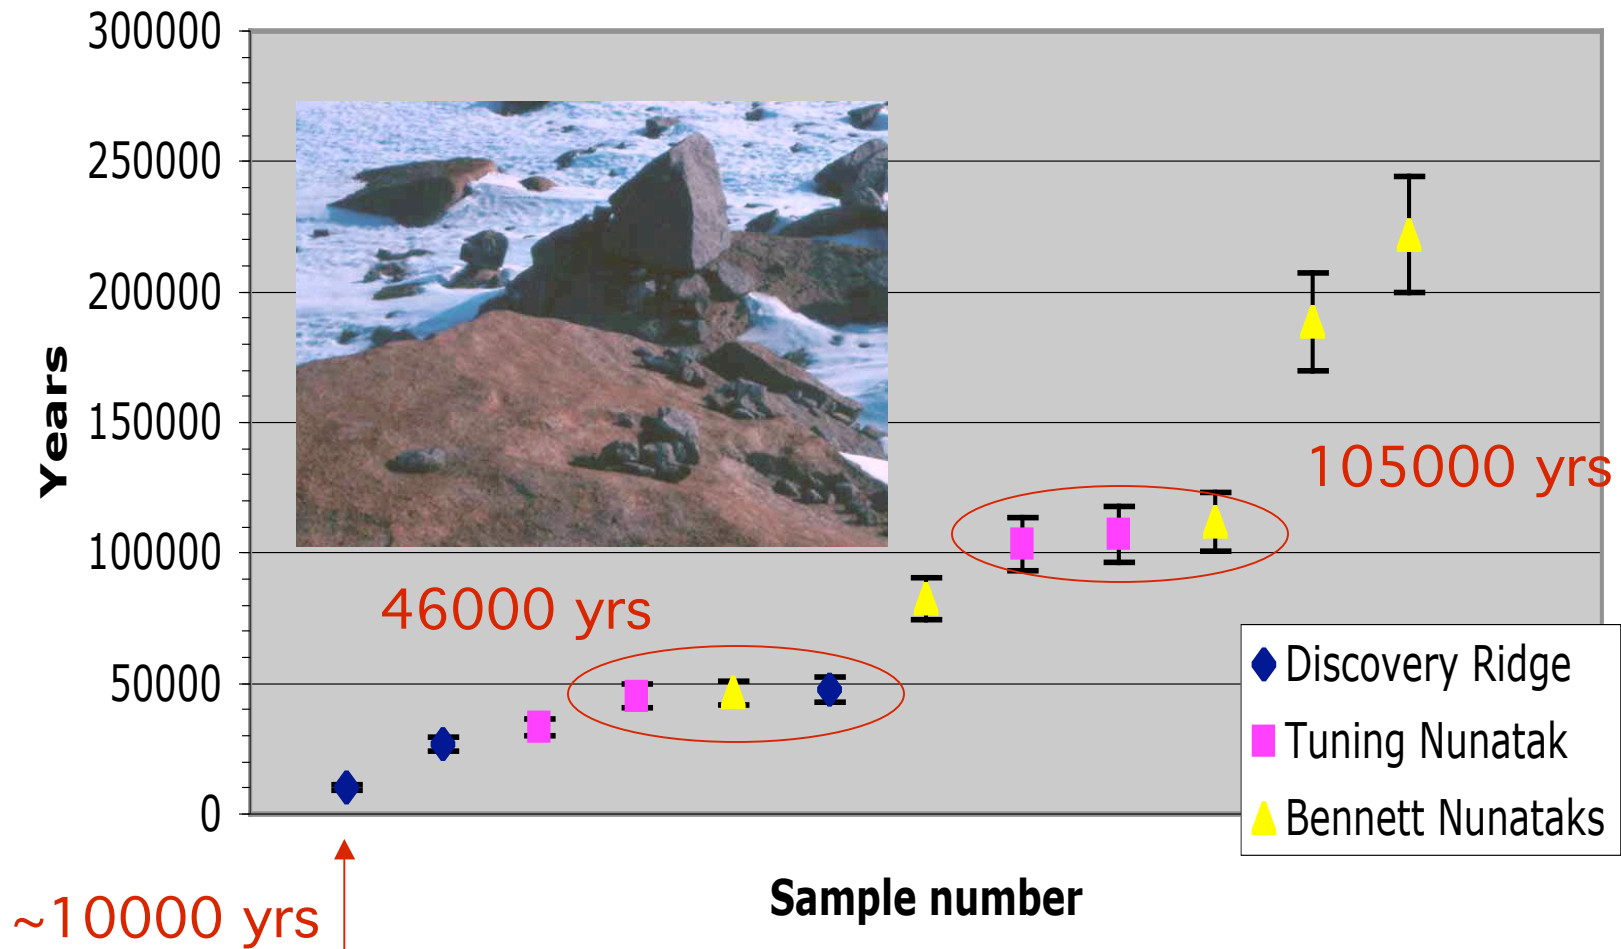 300000
250000
200000
150000
100000
50000
0
Years
105000 yrs
46000 yrs
Discovery Ridge
Tuning Nunatak
Bennett Nunataks
Sample number
~10000 yrs